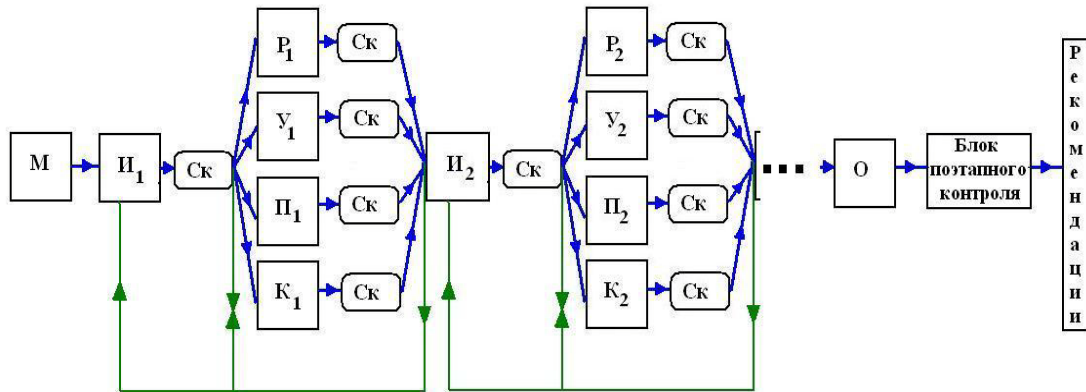 М
И1
Ск
Р1
Ск
У1
Ск
П1
Ск
К1
Ск
И2
Ск
Р2
Ск
У2
Ск
П2
Ск
К2
Ск
...
О
Блок
поэтапного
контроля
Рекомендации